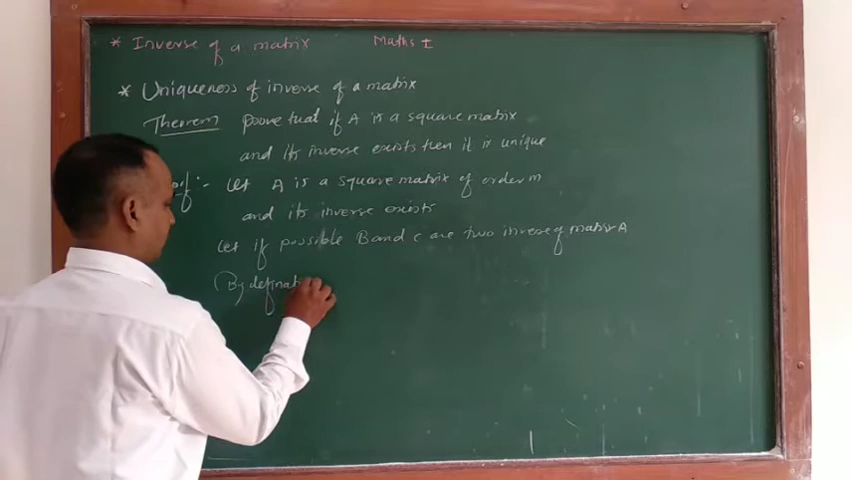 * Inverse of a matrix Maths I
* Uniqueness of inverse of a matrix
Theorem prove that if A is a square matrix
and its inverse exists then it is unique
:- Let A is a square matrix of order m
and its inverse exists
Let if possible B and C are two inverse of matrix A
By definati